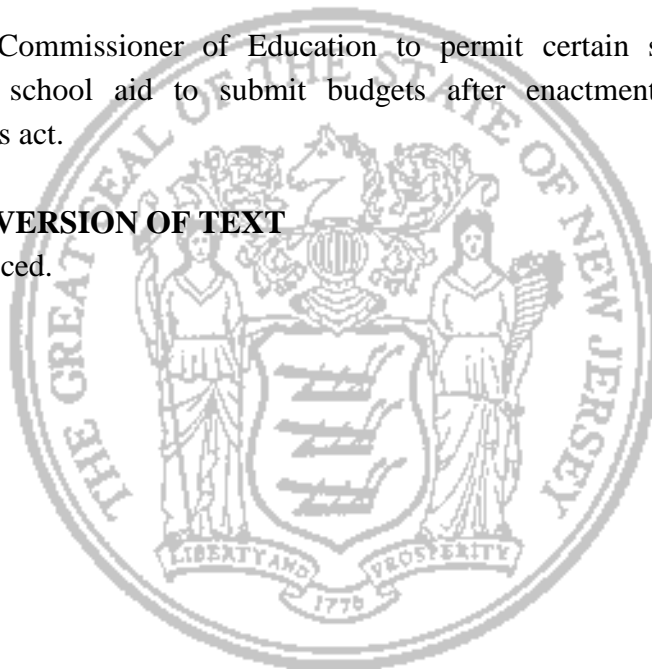 Commissioner of Education to permit certain s
school aid to submit budgets after enactment
s act.
VERSION OF TEXT
ced.
THE GREAT SEAL OF THE STATE OF NEW JERSEY
LIBERTY AND PROSPERITY
1776